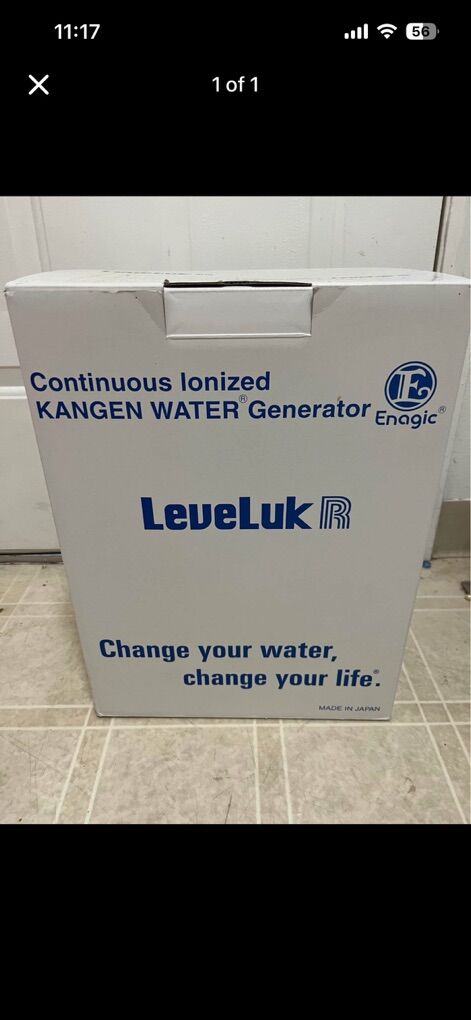 11:17
56
1 of 1
Continuous Ionized
KANGEN WATER® Generator
E
Enagic®
LeveLuk R
Change your water,
change your life®.
MADE IN JAPAN